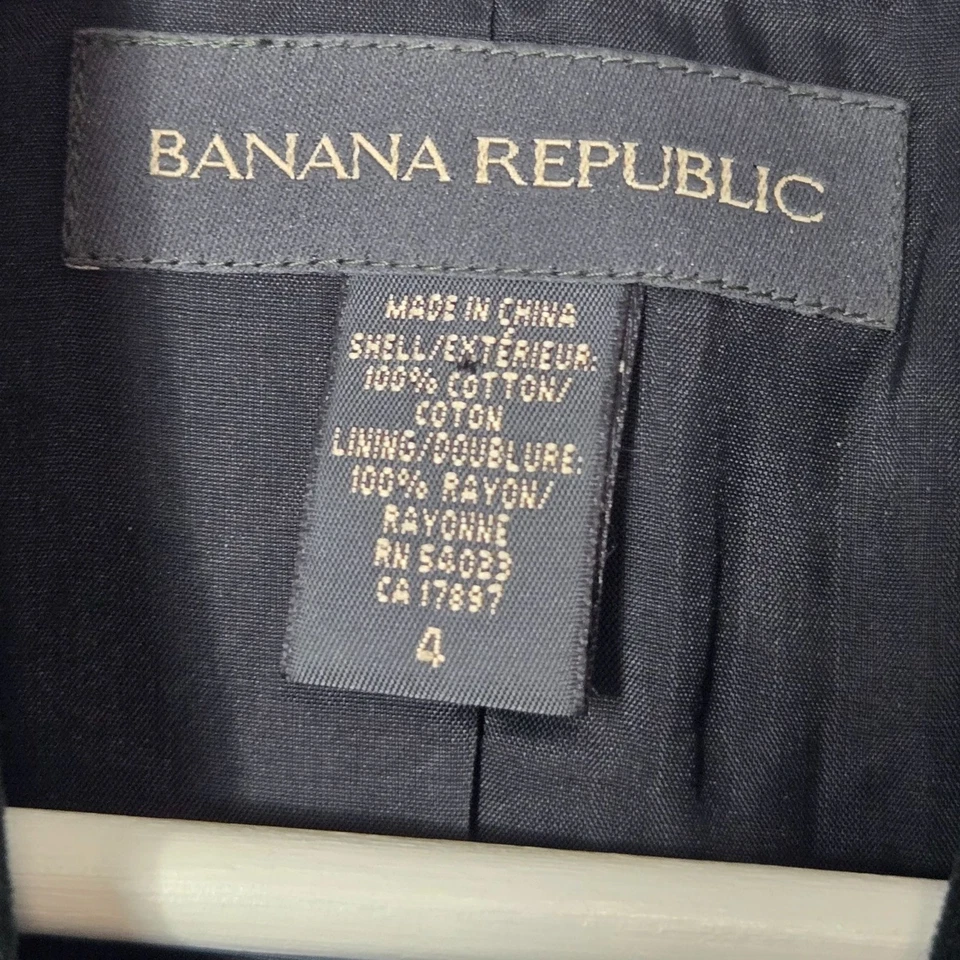 BANANA REPUBLIC
MADE IN CHINA
SHELL/EXTÉRIEUR:
100% COTTON/
COTON
LINING/DOUBLURE:
100% RAYON/
RAYONNE
RN 54033
CA 17897
4